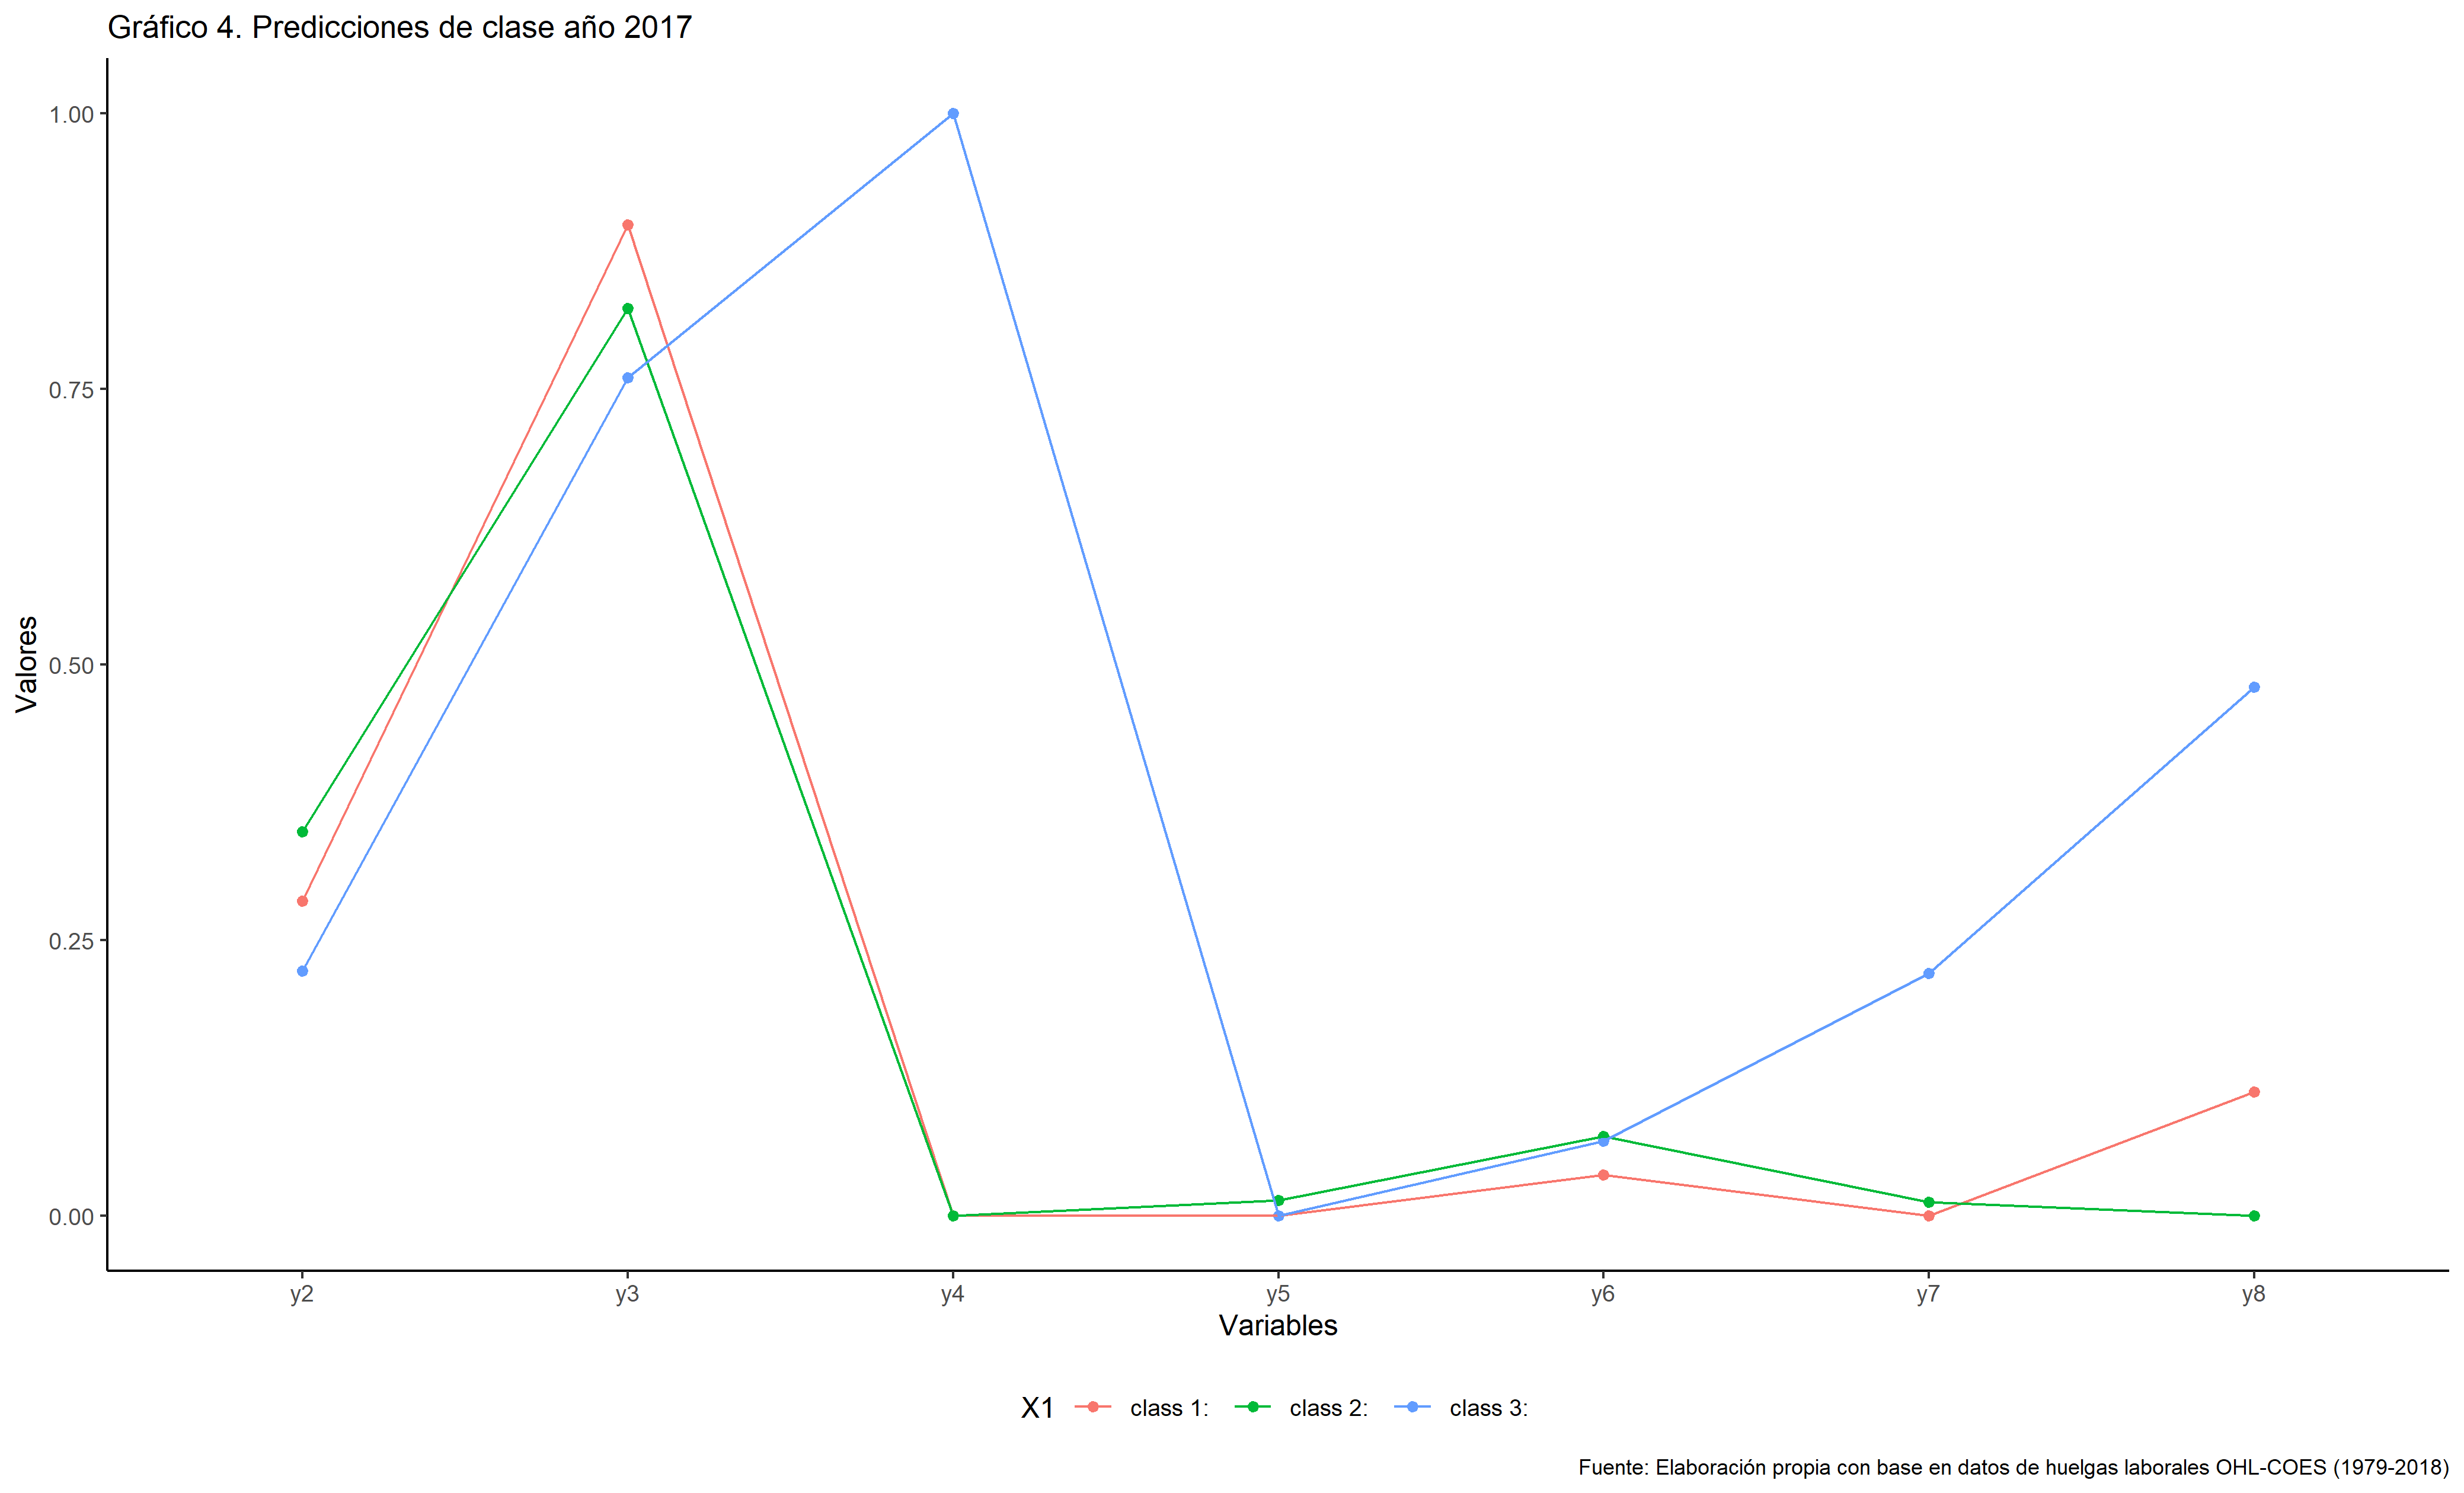 Gráfico 4. Predicciones de clase año 2017
1.00
0.75
0.50
0.25
0.00
Valores
y2 y3 y4 y5 y6 y7 y8
Variables
X1 class 1: class 2: class 3:
Fuente: Elaboración propia con base en datos de huelgas laborales OHL-COES (1979-2018)